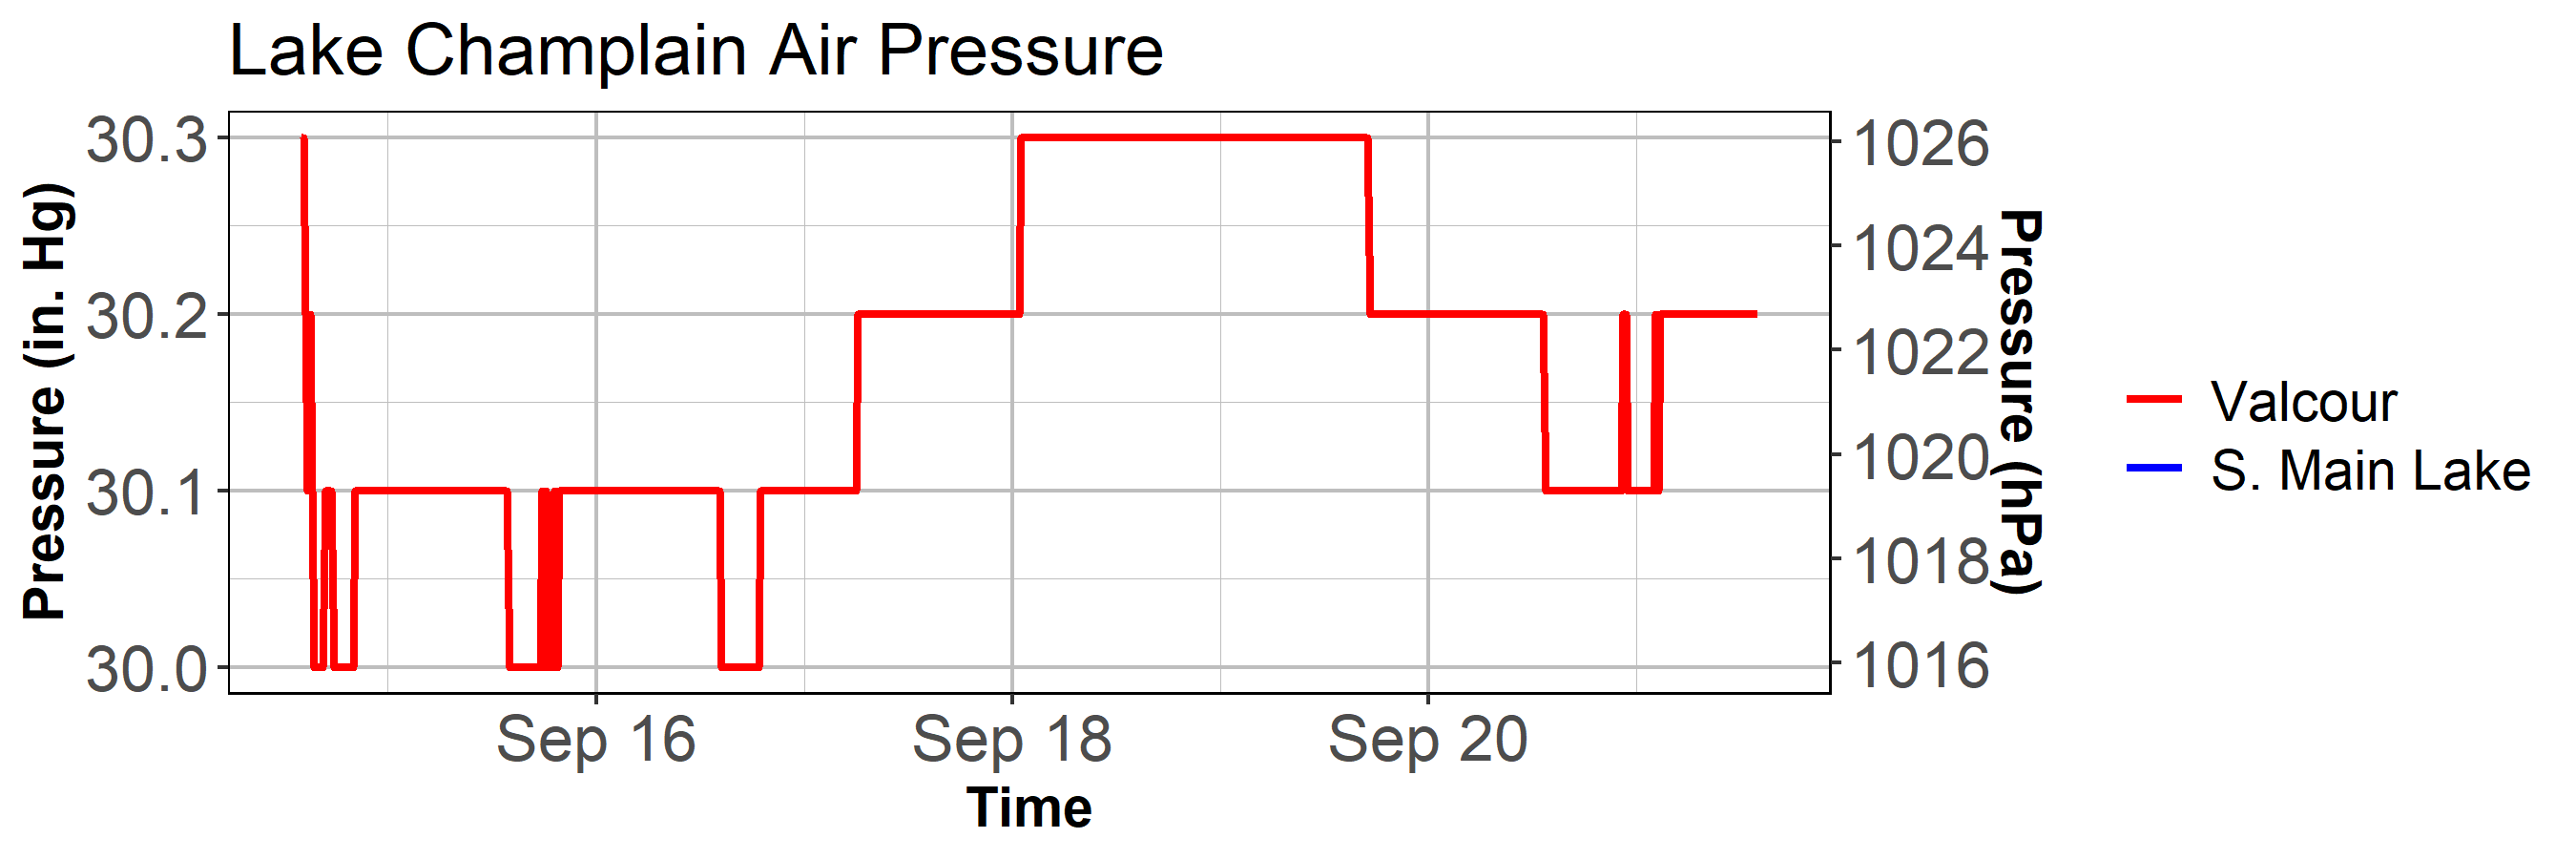 Lake Champlain Air Pressure
Pressure (in. Hg)
30.3
30.2
30.1
30.0
1026
1024
1022
1020
1018
1016
Pressure (hPa)
Sep 16
Sep 18
Sep 20
Time
Valcour
S. Main Lake